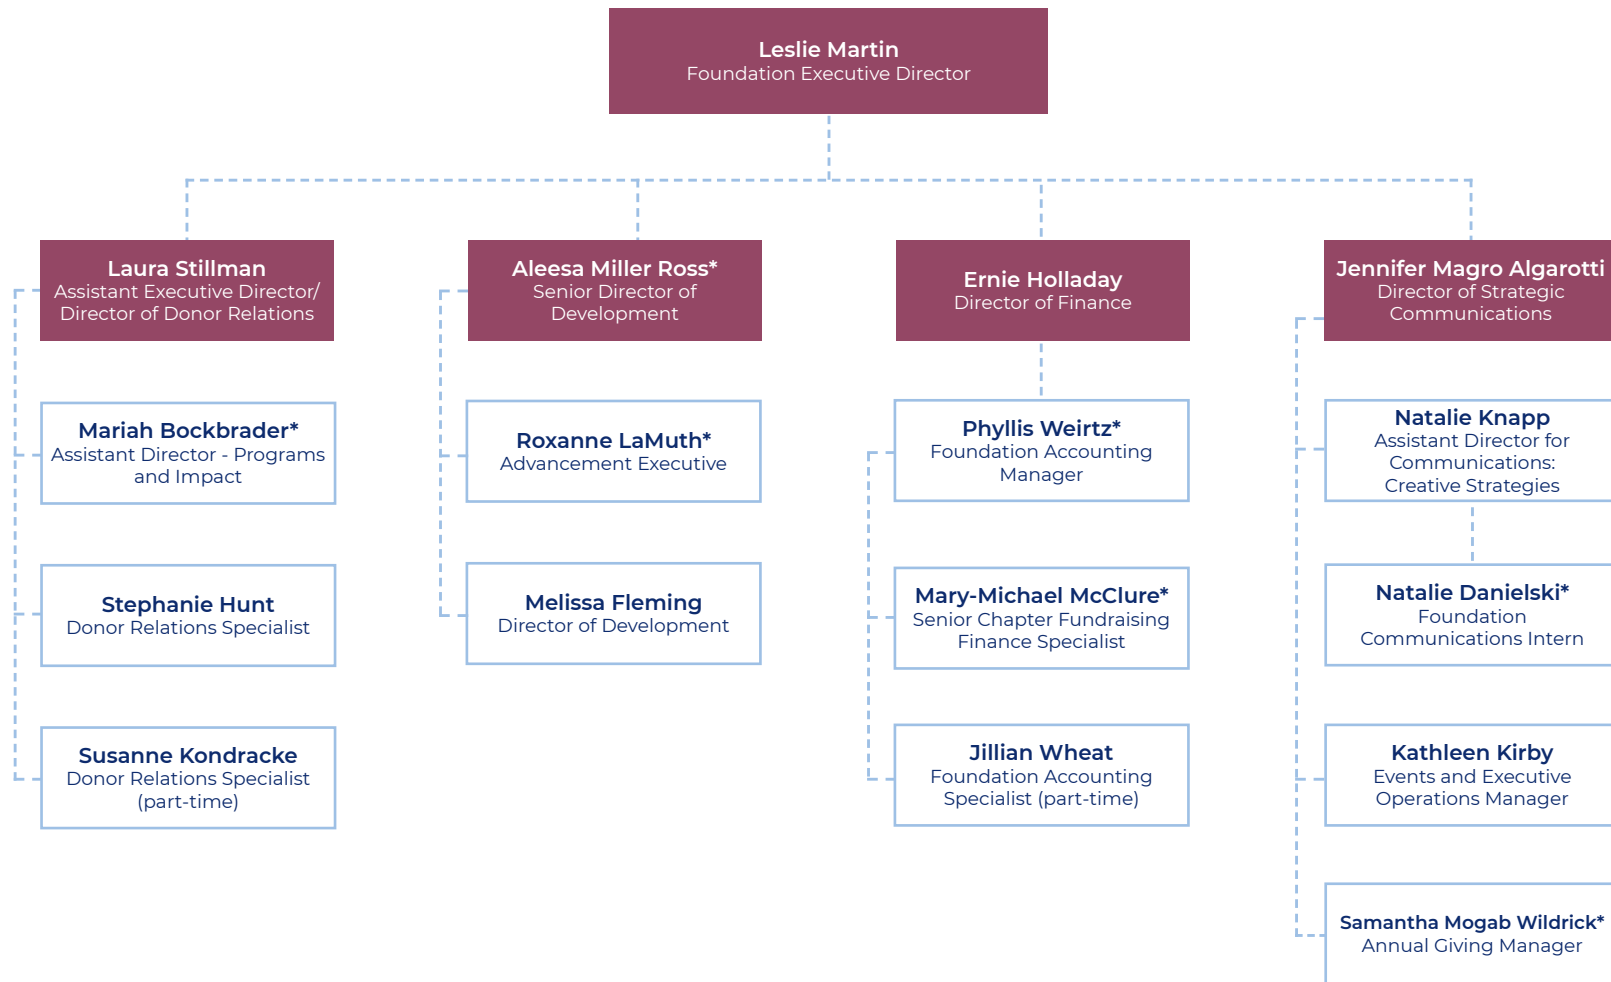 Leslie Martin
Foundation Executive Director
Laura Stillman
Assistant Executive Director/
Director of Donor Relations
Aleesa Miller Ross*
Senior Director of
Development
Ernie Holladay
Director of Finance
Jennifer Magro Algarotti
Director of Strategic
Communications
Mariah Bockbrader*
Assistant Director - Programs
and Impact
Roxanne LaMuth*
Advancement Executive
Phyllis Weirtz*
Foundation Accounting
Manager
Natalie Knapp
Assistant Director for
Communications:
Creative Strategies
Stephanie Hunt
Donor Relations Specialist
Melissa Fleming
Director of Development
Mary-Michael McClure*
Senior Chapter Fundraising
Finance Specialist
Natalie Danielski*
Foundation
Communications Intern
Susanne Kondracke
Donor Relations Specialist
(part-time)
Jillian Wheat
Foundation Accounting
Specialist (part-time)
Kathleen Kirby
Events and Executive
Operations Manager
Samantha Mogab Wildrick*
Annual Giving Manager